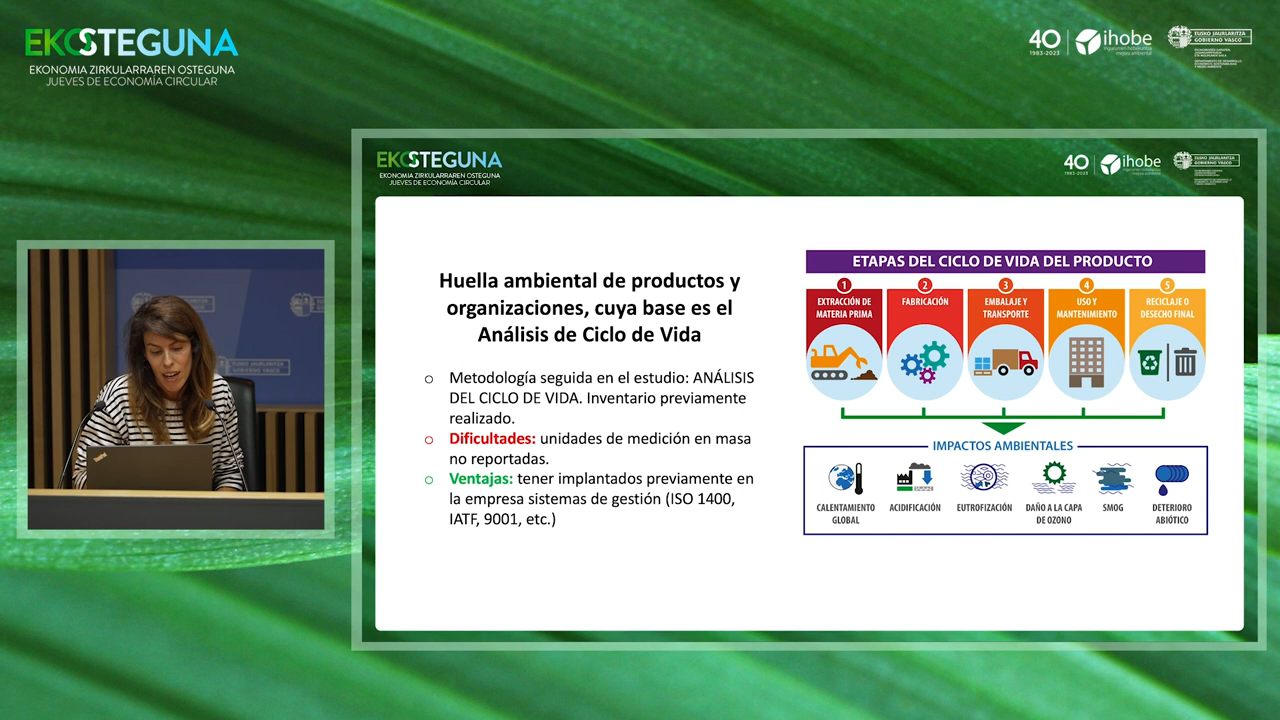 EKOSTEGUNA
EKONOMIA ZIRKULARRAREN OSTEGUNA
JUEVES DE ECONOMÍA CIRCULAR
40
1983-2023
ihobe
EUSKO JAURLARITZA
GOBIERNO VASCO
EKOSTEGUNA
EKONOMIA ZIRKULARRAREN OSTEGUNA
JUEVES DE ECONOMÍA CIRCULAR
40
1983-2023
ihobe
EUSKO JAURLARITZA
GOBIERNO VASCO
Huella ambiental de productos y
organizaciones, cuya base es el
Análisis de Ciclo de Vida
o Metodología seguida en el estudio: ANÁLISIS
DEL CICLO DE VIDA. Inventario previamente
realizado.
o Dificultades: unidades de medición en masa
no reportadas.
o Ventajas: tener implantados previamente en
la empresa sistemas de gestión (ISO 1400,
IATF, 9001, etc.)
ETAPAS DEL CICLO DE VIDA DEL PRODUCTO
1 2 3 4 5
EXTRACCIÓN DE
MATERIA PRIMA
FABRICACIÓN
EMBALAJE Y
TRANSPORTE
USO Y
MANTENIMIENTO
RECICLAJE O
DESECHO FINAL
IMPACTOS AMBIENTALES
CALENTAMIENTO
GLOBAL
ACIDIFICACIÓN
EUTROFIZACIÓN
DAÑO A LA CAPA
DE OZONO
SMOG
DETERIORO
ABIÓTICO